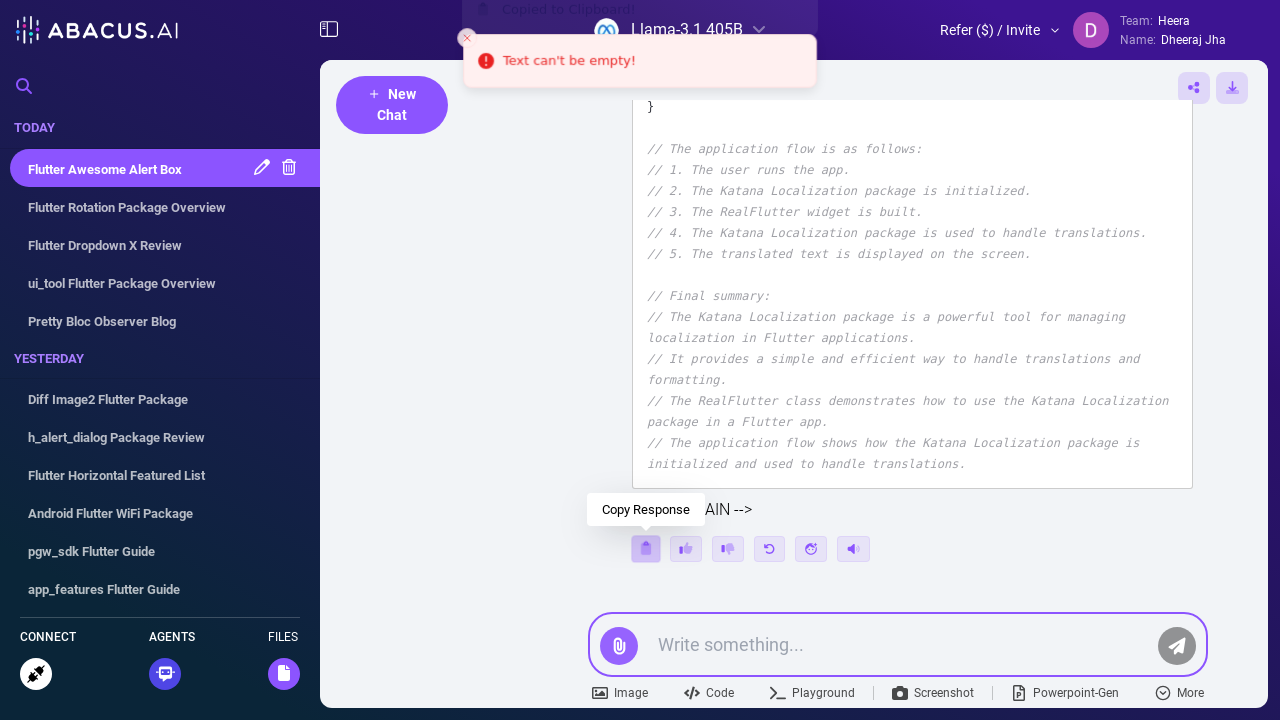 ABACUS.AI
Copied to Clipboard!
Llama-3.1 405B
Text can't be empty!
Refer ($) / Invite
D
Team: Heera
Name: Dheeraj Jha
TODAY
Flutter Awesome Alert Box
Flutter Rotation Package Overview
Flutter Dropdown X Review
ui_tool Flutter Package Overview
Pretty Bloc Observer Blog
YESTERDAY
Diff Image2 Flutter Package
h_alert_dialog Package Review
Flutter Horizontal Featured List
Android Flutter WiFi Package
pgw_sdk Flutter Guide
app_features Flutter Guide
CONNECT
AGENTS
FILES
+ New
Chat
}
// The application flow is as follows:
// 1. The user runs the app.
// 2. The Katana Localization package is initialized.
// 3. The RealFlutter widget is built.
// 4. The Katana Localization package is used to handle translations.
// 5. The translated text is displayed on the screen.
// Final summary:
// The Katana Localization package is a powerful tool for managing
localization in Flutter applications.
// It provides a simple and efficient way to handle translations and
formatting.
// The RealFlutter class demonstrates how to use the Katana Localization
package in a Flutter app.
// The application flow shows how the Katana Localization package is
initialized and used to handle translations.
Copy Response
AIN -->
Write something...
Image
Code
Playground
Screenshot
Powerpoint-Gen
More